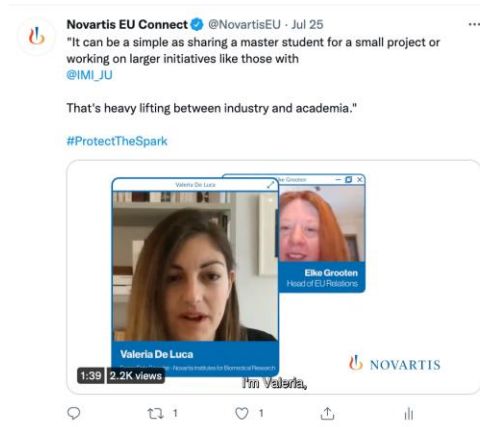 Novartis EU Connect @NovartisEU · Jul 25
"It can be a simple as sharing a master student for a small project or
working on larger initiatives like those with
@IMI_JU
That's heavy lifting between industry and academia."
#ProtectTheSpark
Valeria De Luca
Elke Grooten
Elke Grooten
Head of EU Relations
Valeria De Luca
Novartis Institutes for Biomedical Research
1:39 2.2K views
I'm Valeria,
NOVARTIS
1
1